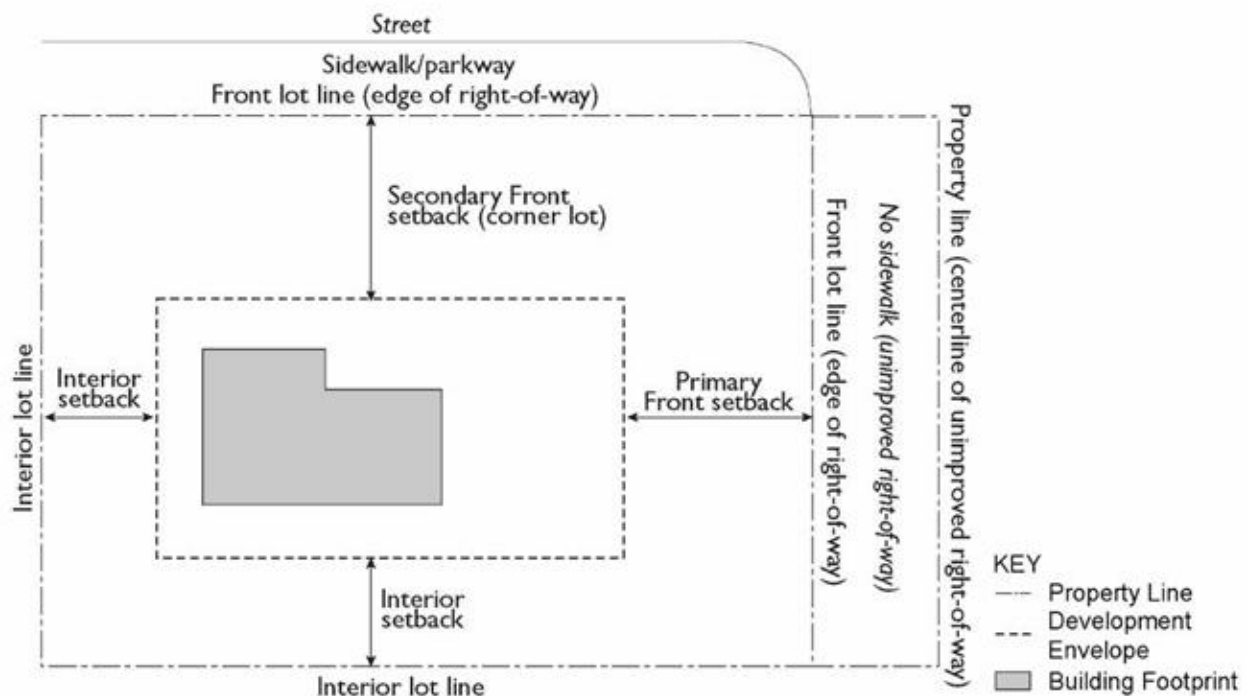 Street
Sidewalk/parkway
Front lot line (edge of right-of-way)
Secondary Front
setback (corner lot)
Interior lot line
Interior
setback
Primary
Front setback
Front lot line (edge of right-of-way)
No sidewalk (unimproved right-of-way)
Property line (centerline of unimproved right-of-way)
Interior
setback
Interior lot line
KEY
Property Line
Development
Envelope
Building Footprint